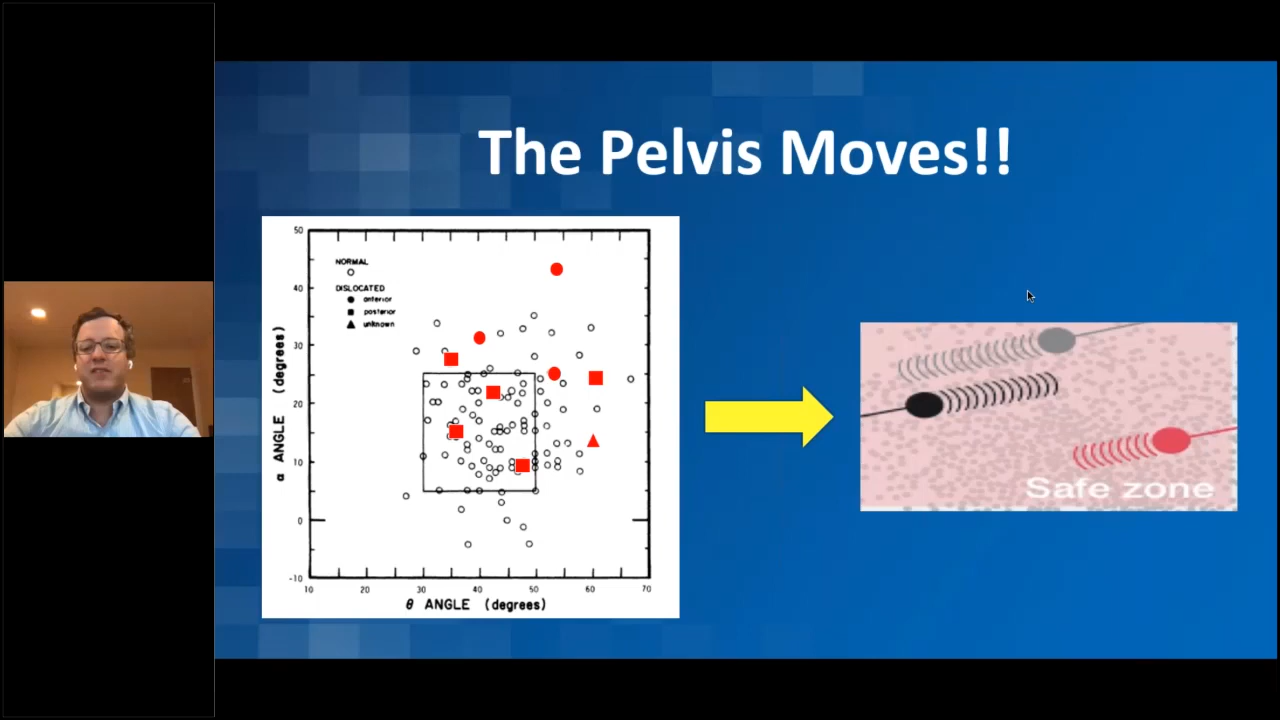 The Pelvis Moves!!
50
40
30
20
10
0
-10
NORMAL
DISLOCATED
anterior
posterior
unknown
α ANGLE (degrees)
10 20 30 40 50 60 70
θ ANGLE (degrees)
Safe zone